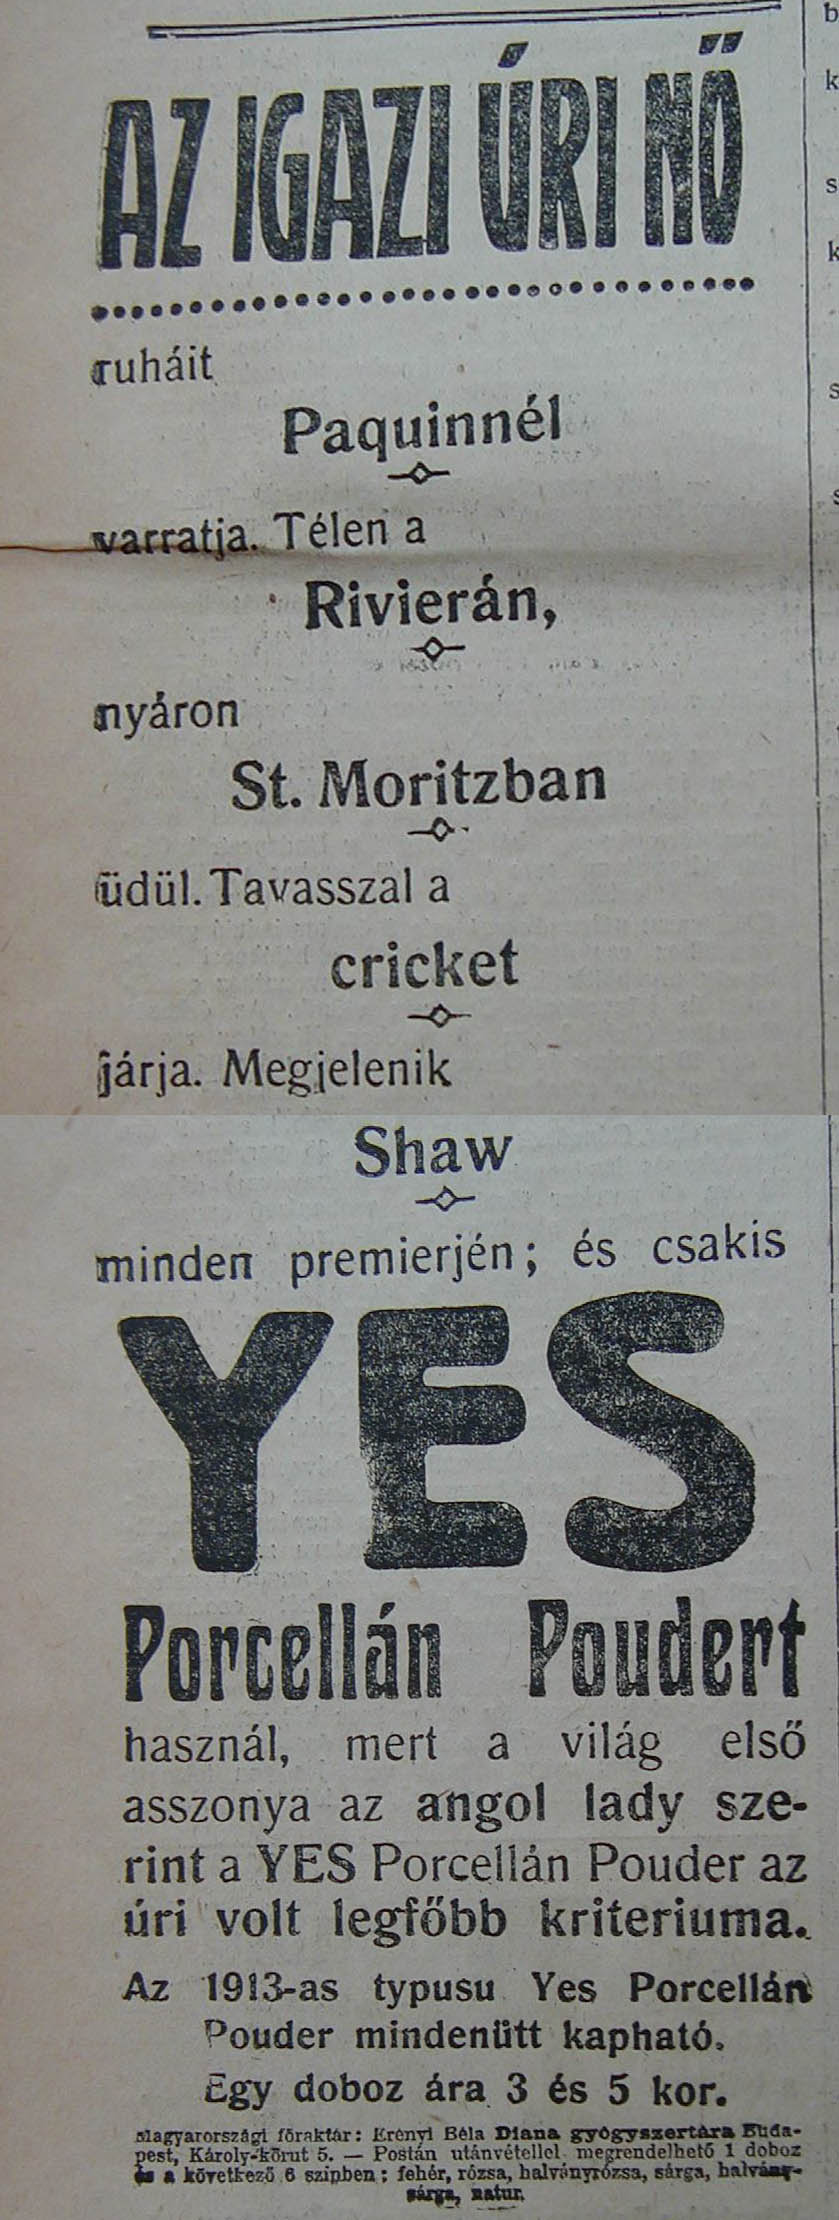 AZ IGAZI ÚRI NŐ
ruháit
Paquinnél
varratja. Télen a
Rivierán,
nyáron
St. Moritzban
üdül. Tavasszal a
cricket
járja. Megjelenik
Shaw
minden premierjén; és csakis
YES
Porcellán Poudert
használ, mert a világ első
asszonya az angol lady sze-
rint a YES Porcellán Pouder az
úri volt legfőbb kriteriuma.
Az 1913-as typusu Yes Porcellán
Pouder mindenütt kapható.
Egy doboz ára 3 és 5 kor.
Magyarországi főraktár: Erényi Béla Diana gyógyszertára Buda-
pest, Károly-körut 5. — Postán utánvétellel megrendelhető 1 doboz
és a következő 6 szinben: fehér, rózsa, halványrózsa, sárga, halvány-
sárga, natur.